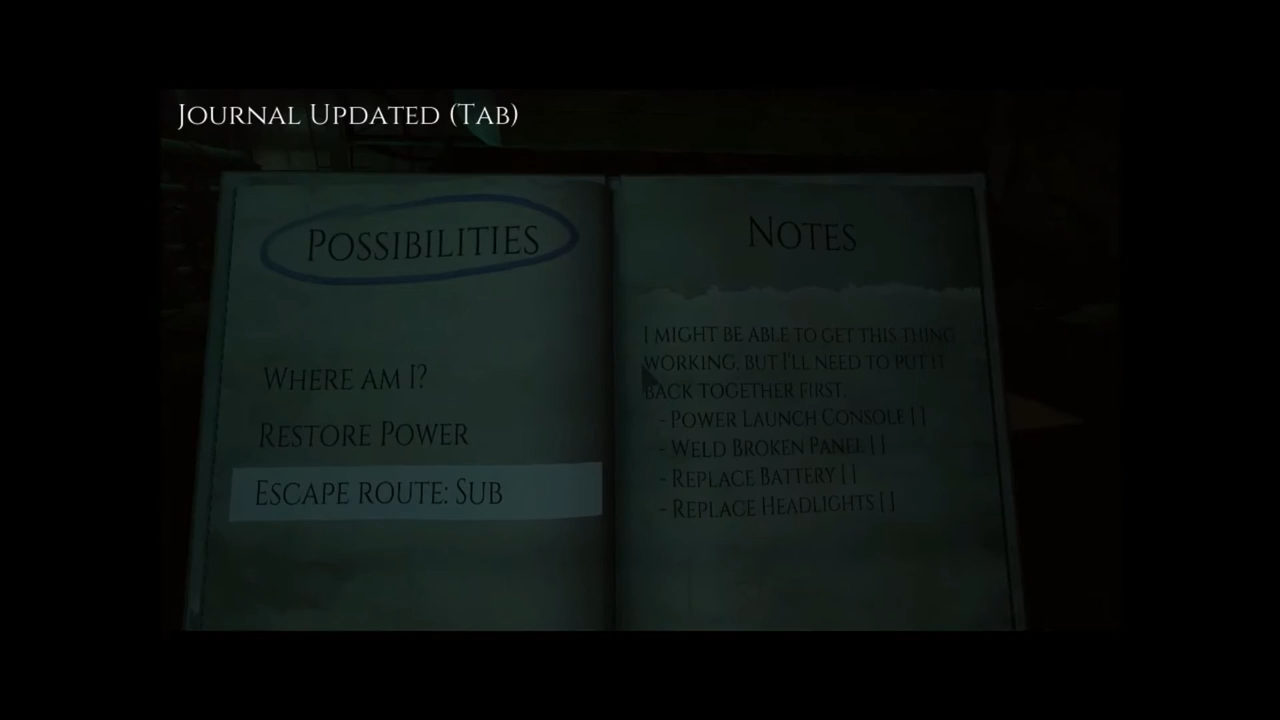 Journal Updated (Tab)
Possibilities
Where am I?
Restore Power
Escape route: Sub
Notes
I might be able to get this thing
working, but I'll need to put it
back together first.
- Power Launch Console [ ]
- Weld Broken Panel [ ]
- Replace Battery [ ]
- Replace Headlights [ ]